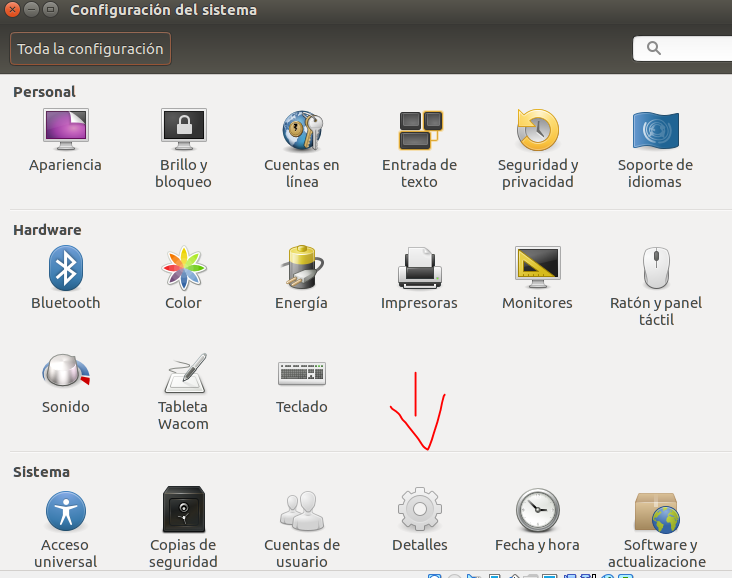 Configuración del sistema
Toda la configuración
Personal
Apariencia
Brillo y
bloqueo
Cuentas en
línea
Entrada de
texto
Seguridad y
privacidad
Soporte de
idiomas
Hardware
Bluetooth
Color
Energía
Impresoras
Monitores
Ratón y panel
táctil
Sonido
Tableta
Wacom
Teclado
Sistema
Acceso
universal
Copias de
seguridad
Cuentas de
usuario
Detalles
Fecha y hora
Software y
actualizacione